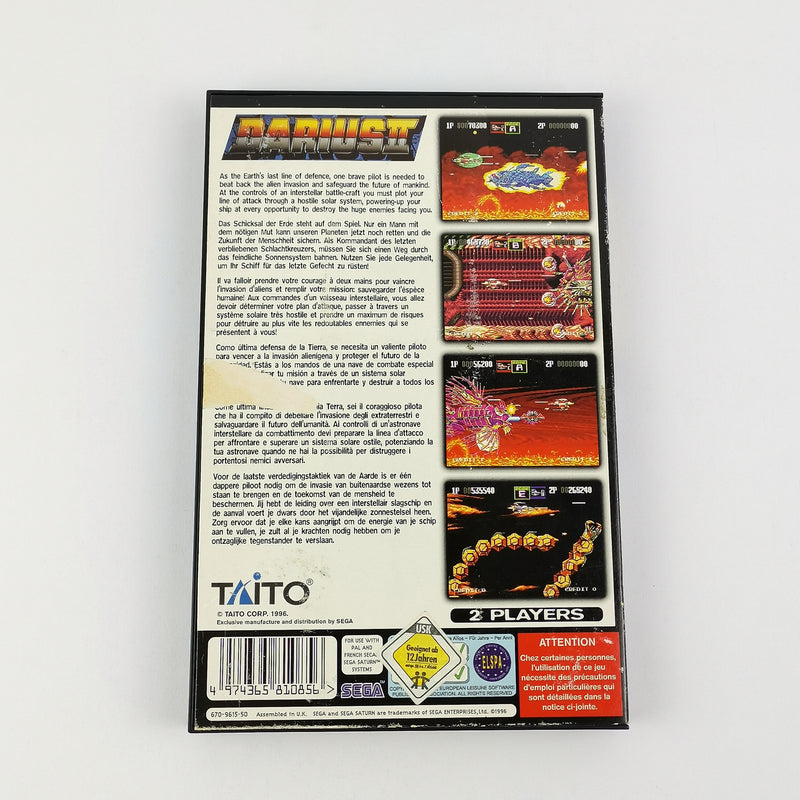 DARIUS II
As the Earth's last line of defence, one brave pilot is needed to
beat back the alien invasion and safeguard the future of mankind.
At the controls of an interstellar battle-craft you must plot your
line of attack through a hostile solar system, powering-up your
ship at every opportunity to destroy the huge enemies facing you.
Das Schicksal der Erde steht auf dem Spiel. Nur ein Mann mit
dem nötigen Mut kann unseren Planeten jetzt noch retten und die
Zukunft der Menschheit sichern. Als Kommandant des letzten
verbliebenen Schlachtkreuzers, müssen Sie sich einen Weg durch
das feindliche Sonnensystem bahnen. Nutzen Sie jede Gelegenheit,
um Ihr Schiff für das letzte Gefecht zu rüsten!
Il va falloir prendre votre courage à deux mains pour vaincre
l'invasion d'aliens et remplir votre mission: sauvegarder l'éspèce
humaine! Aux commandes d'un vaisseau interstellaire, vous allez
devoir déterminer votre plan d'attaque, passer à travers un
système solaire très hostile et prendre un maximum de risques
pour détruire au plus vite les redoutables ennemies qui se
présentent à vous!
Como última defensa de la Tierra, se necesita un valiente piloto
para vencer a la invasión alienígena y proteger el futuro de la
Estás a los mandos de una nave de combate especial
tu misión a través de un sistema solar
nave para enfrentarte y destruir a todos los
Come ultima Terra, sei il coraggioso pilota
che ha il compito di debellare l'invasione degli extraterrestri e
salvaguardare il futuro dell'umanità. Ai controlli di un'astronave
interstellare da combattimento devi preparare la linea d'attacco
per affrontare e superare un sistema solare ostile, potenziando la
tua astronave quando ne hai la possibilità per distruggere i
portentosi nemici avversari.
Voor de laatste verdedigingstaktiek van de Aarde is er één
dappere piloot nodig om de invasie van buitenaardse wezens tot
staan te brengen en de toekomst van de mensheid te
beschermen. Jij hebt de leiding over een interstellair slagschip en
de aanval voert je dwars door het vijandelijke zonnestelsel heen.
Zorg ervoor dat je elke kans aangrijpt om de energie van je schip
aan te vullen, je zult al je krachten nodig hebben om je
ontzaglijke tegenstander te verslaan.
1P 0070300 A 2P 0000000
1P B 2P
1P A 2P 0000000
1P 535540 E 2P 268240
CREDIT 0
2 PLAYERS
TAITO®
© TAITO CORP. 1996.
Exclusive manufacture and distribution by SEGA
4 974365 810856 >
FOR USE WITH
PAL AND
FRENCH SECAM
SEGA SATURN
SYSTEMS
SEGA
USK
Geeignet ab
12 Jahren
Años - Für Jahre - Per Anni
ELSPA
EUROPEAN LEISURE SOFTWARE
ASSOCIATION. ALL RIGHTS RESERVED
ATTENTION
Chez certaines personnes,
l'utilisation de ce jeu
nécessite des précautions
d'emploi particulières qui
sont détaillées dans la
notice ci-jointe.
670-9615-50 Assembled in U.K. SEGA and SEGA SATURN are trademarks of SEGA ENTERPRISES, Ltd. ©1996